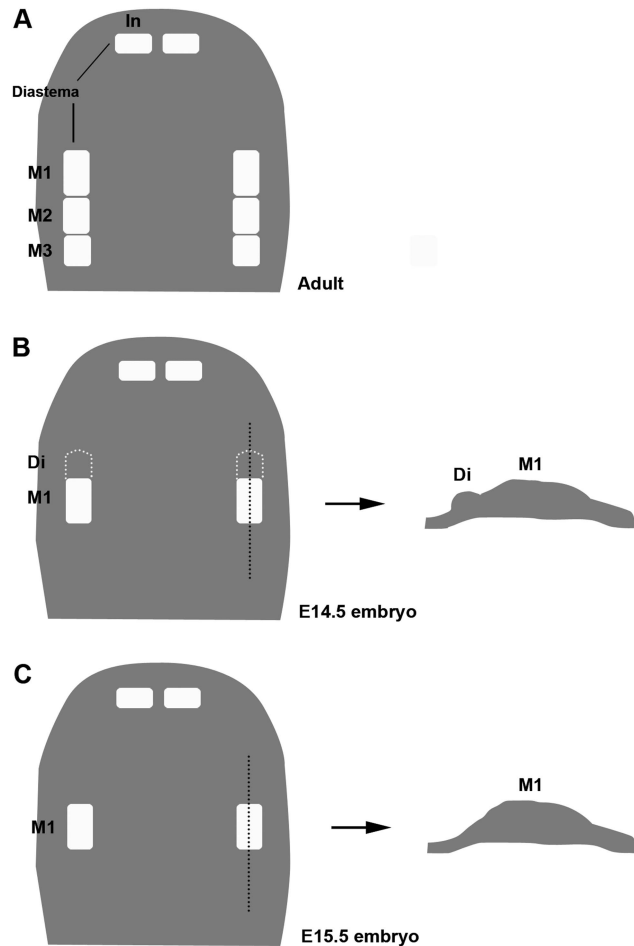 A
In
Diastema
M1
M2
M3
Adult
B
Di
M1
Di
M1
E14.5 embryo
C
M1
M1
E15.5 embryo